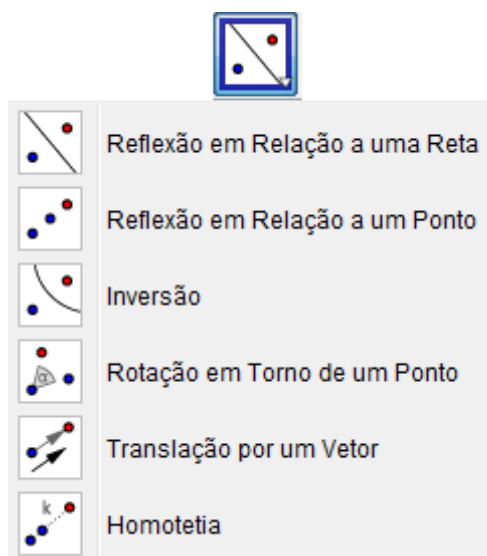 Reflexão em Relação a uma Reta
Reflexão em Relação a um Ponto
Inversão
α
Rotação em Torno de um Ponto
Translação por um Vetor
k
Homotetia